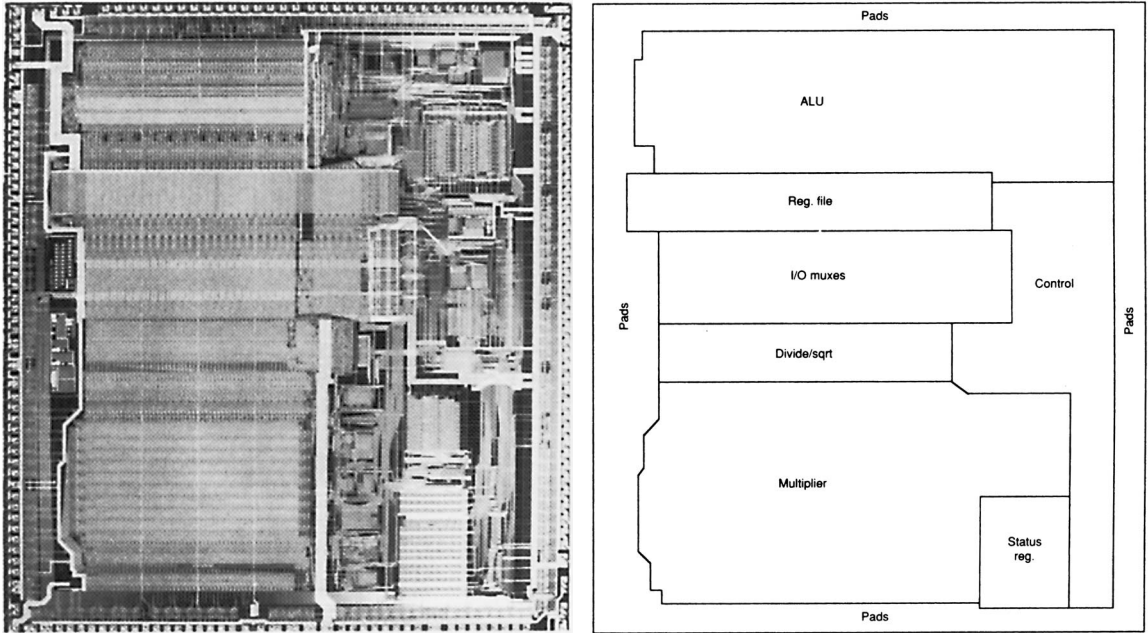 Pads
ALU
Reg. file
I/O muxes
Control
Pads
Pads
Divide/sqrt
Multiplier
Status
reg.
Pads